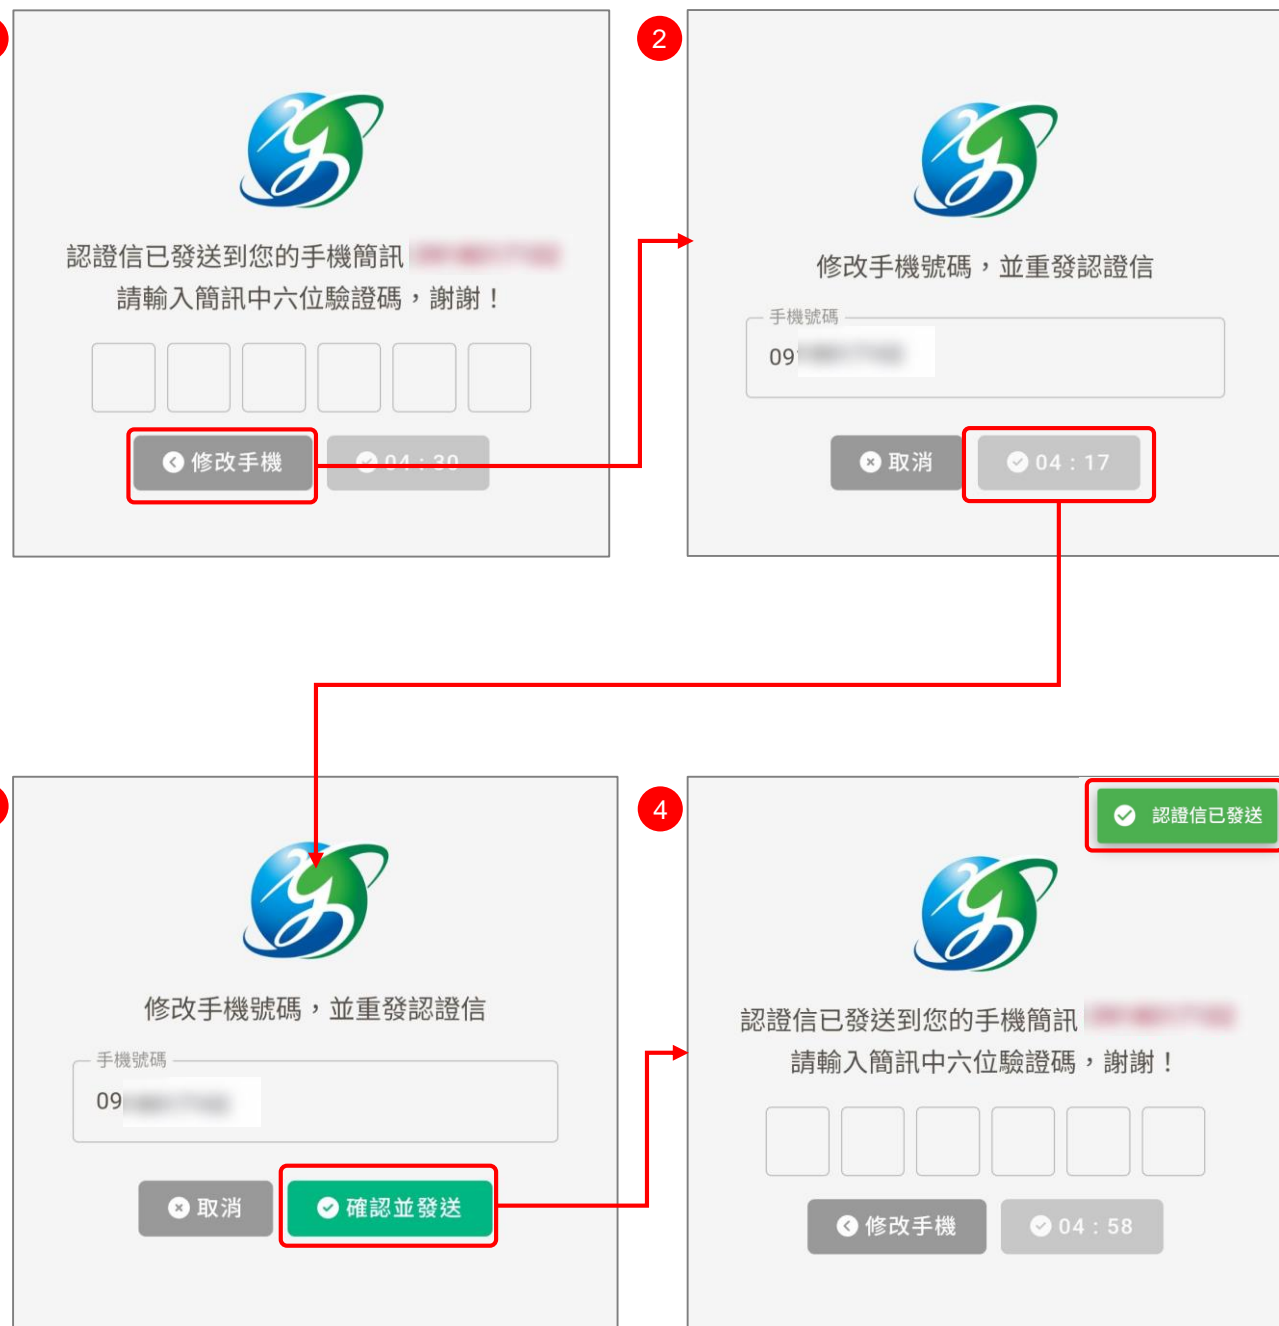 2
認證信已發送到您的手機簡訊
請輸入簡訊中六位驗證碼，謝謝！
修改手機
04 : 30
修改手機號碼，並重發認證信
手機號碼
09
取消
04 : 17
修改手機號碼，並重發認證信
手機號碼
09
取消
確認並發送
4
認證信已發送
認證信已發送到您的手機簡訊
請輸入簡訊中六位驗證碼，謝謝！
修改手機
04 : 58